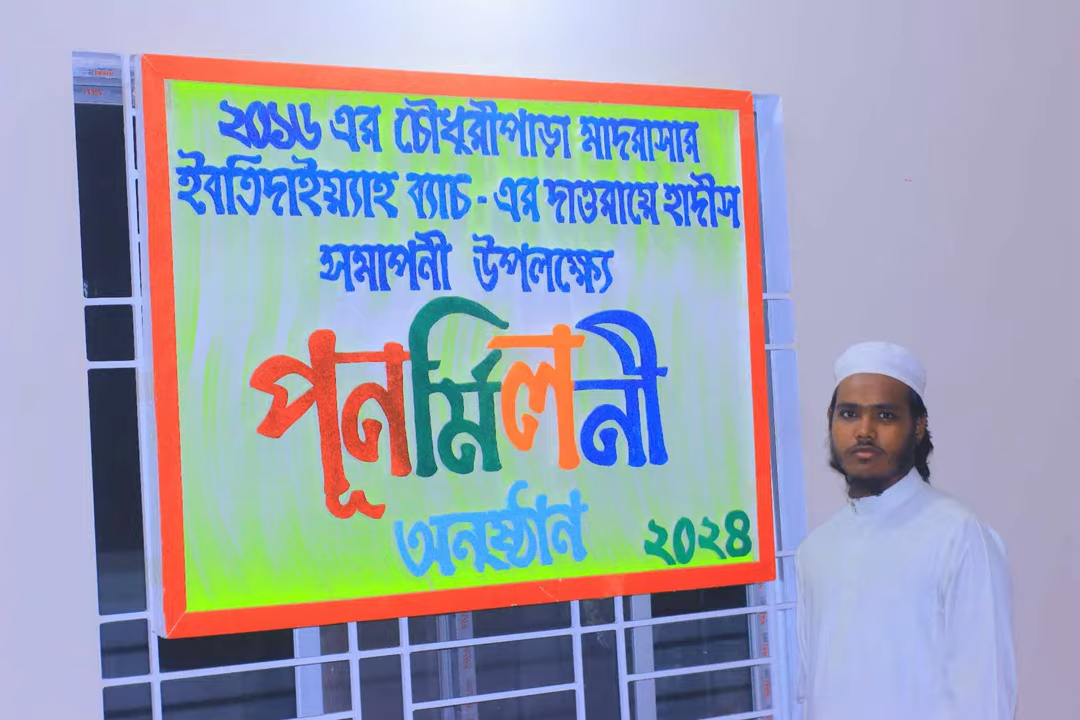 ২০১৬ এর চৌধুরীপাড়া মাদরাসার
ইবতিদাইয়্যাহ ব্যাচ - এর দাওরায়ে হাদীস
সমাপনী উপলক্ষ্যে
পূনর্মিলনী
অনুষ্ঠান ২০২৪